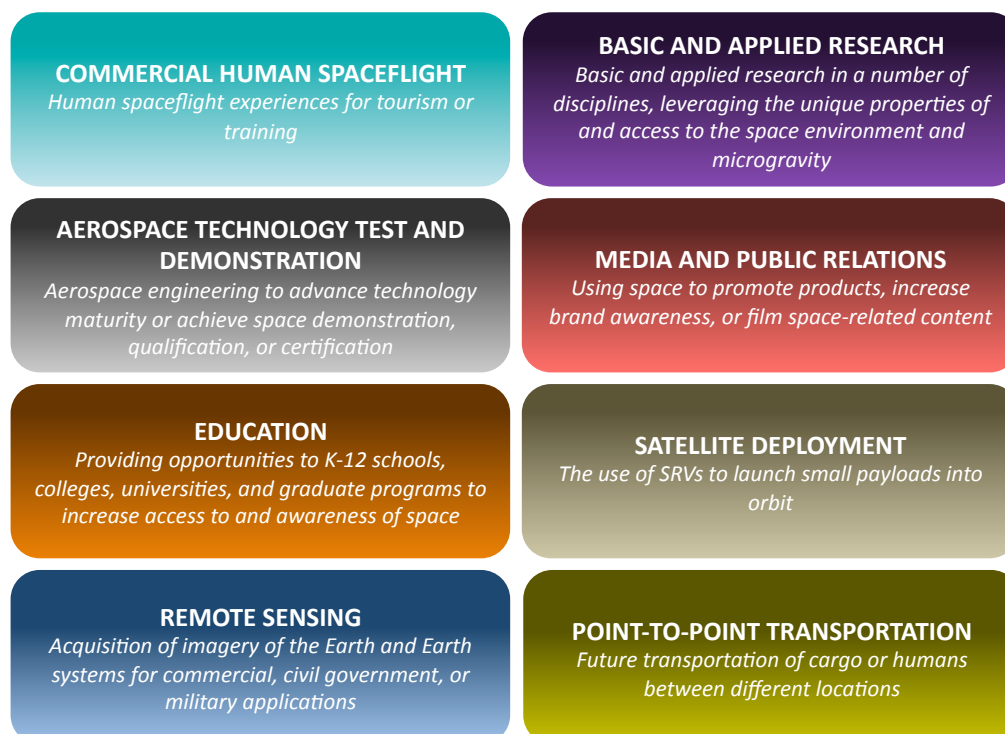 COMMERCIAL HUMAN SPACEFLIGHT
Human spaceflight experiences for tourism or
training
BASIC AND APPLIED RESEARCH
Basic and applied research in a number of
disciplines, leveraging the unique properties of
and access to the space environment and
microgravity
AEROSPACE TECHNOLOGY TEST AND
DEMONSTRATION
Aerospace engineering to advance technology
maturity or achieve space demonstration,
qualification, or certification
MEDIA AND PUBLIC RELATIONS
Using space to promote products, increase
brand awareness, or film space-related content
EDUCATION
Providing opportunities to K-12 schools,
colleges, universities, and graduate programs to
increase access to and awareness of space
SATELLITE DEPLOYMENT
The use of SRVs to launch small payloads into
orbit
REMOTE SENSING
Acquisition of imagery of the Earth and Earth
systems for commercial, civil government, or
military applications
POINT-TO-POINT TRANSPORTATION
Future transportation of cargo or humans
between different locations